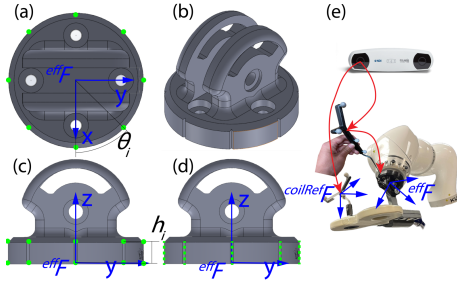 (a)
effF
y
x
θi
(b)
(c)
z
effF
y
(d)
z
hi
effF
y
(e)
coilRefF
effF